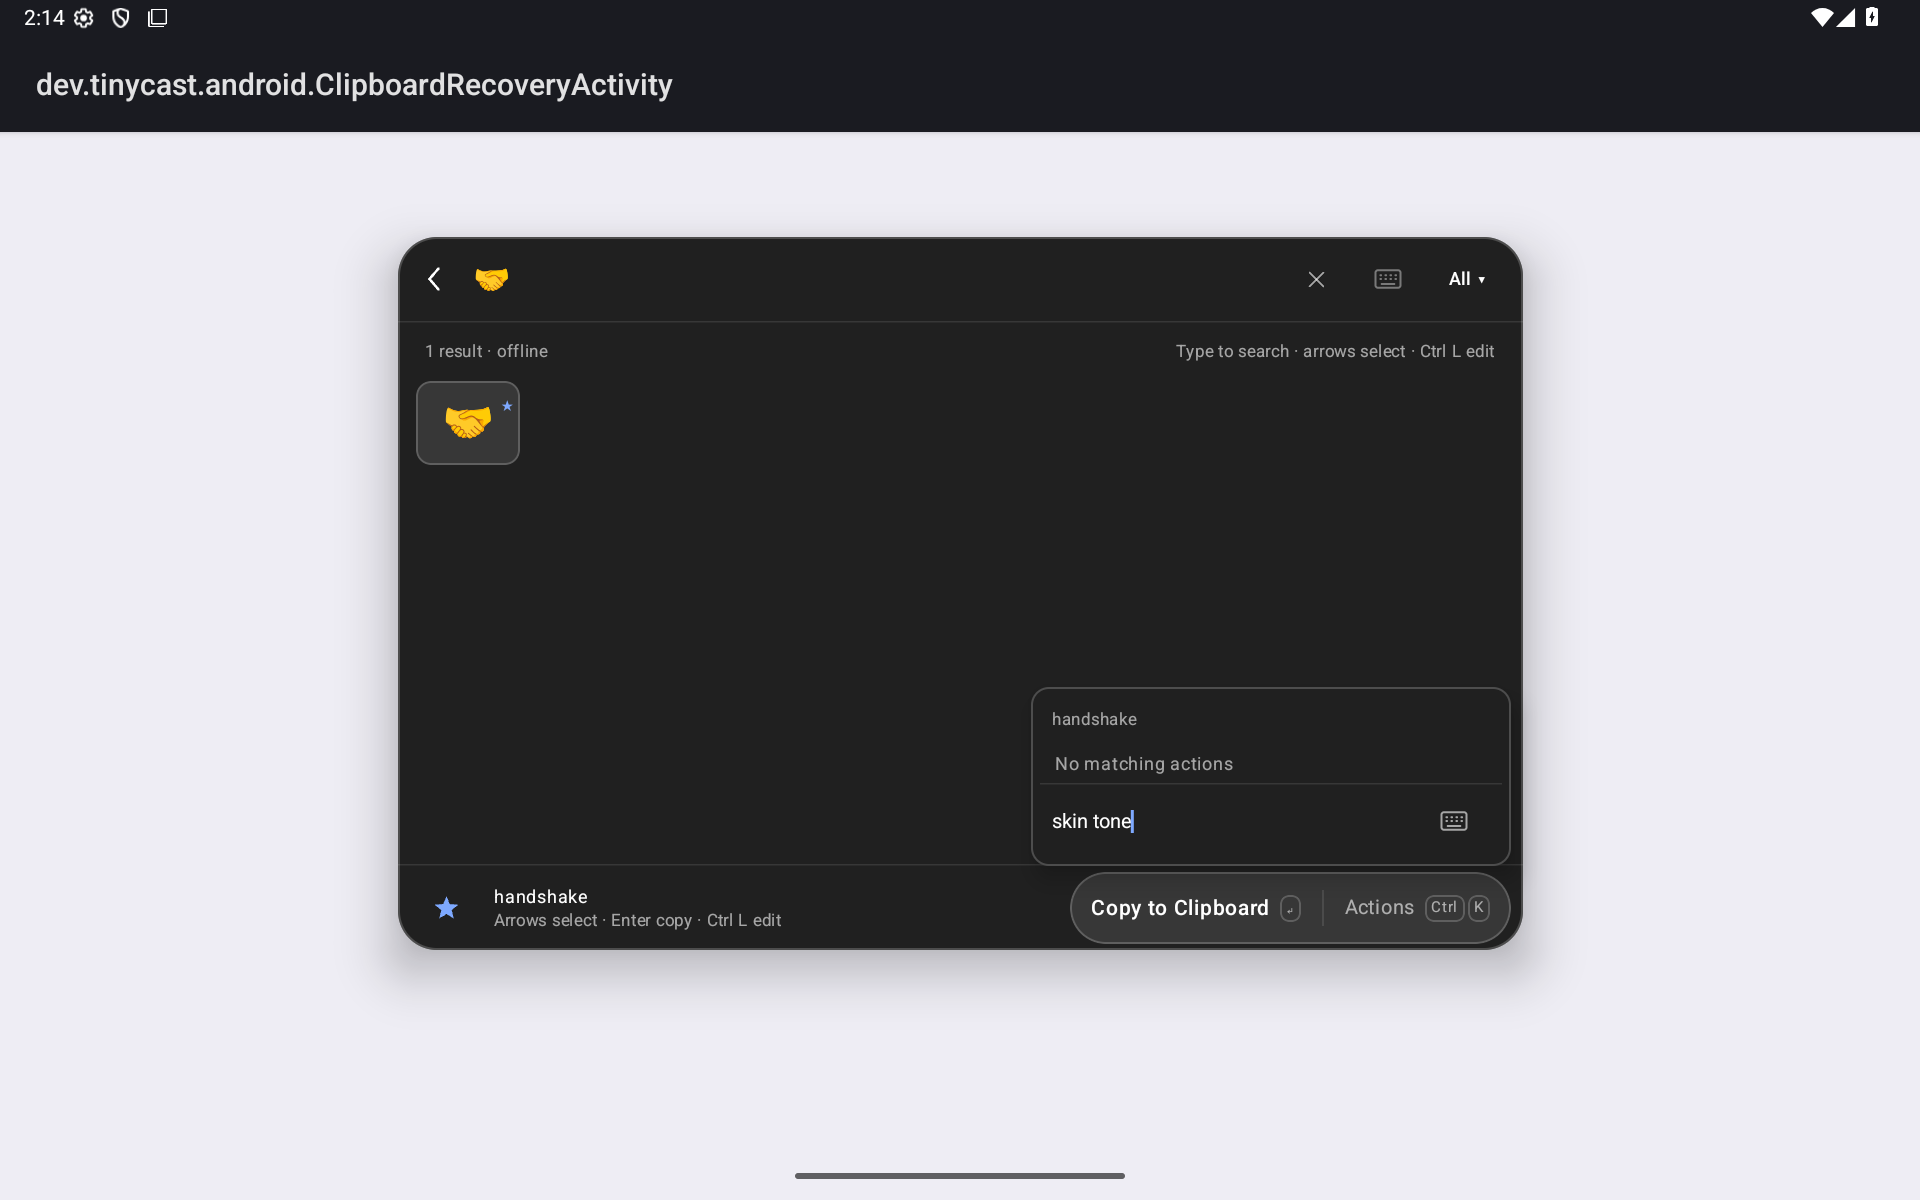 2:14
dev.tinycast.android.ClipboardRecoveryActivity
🤝
All ▾
1 result · offline
Type to search · arrows select · Ctrl L edit
🤝 ★
handshake
No matching actions
skin tone
handshake
Arrows select · Enter copy · Ctrl L edit
Copy to Clipboard ↵
Actions Ctrl K